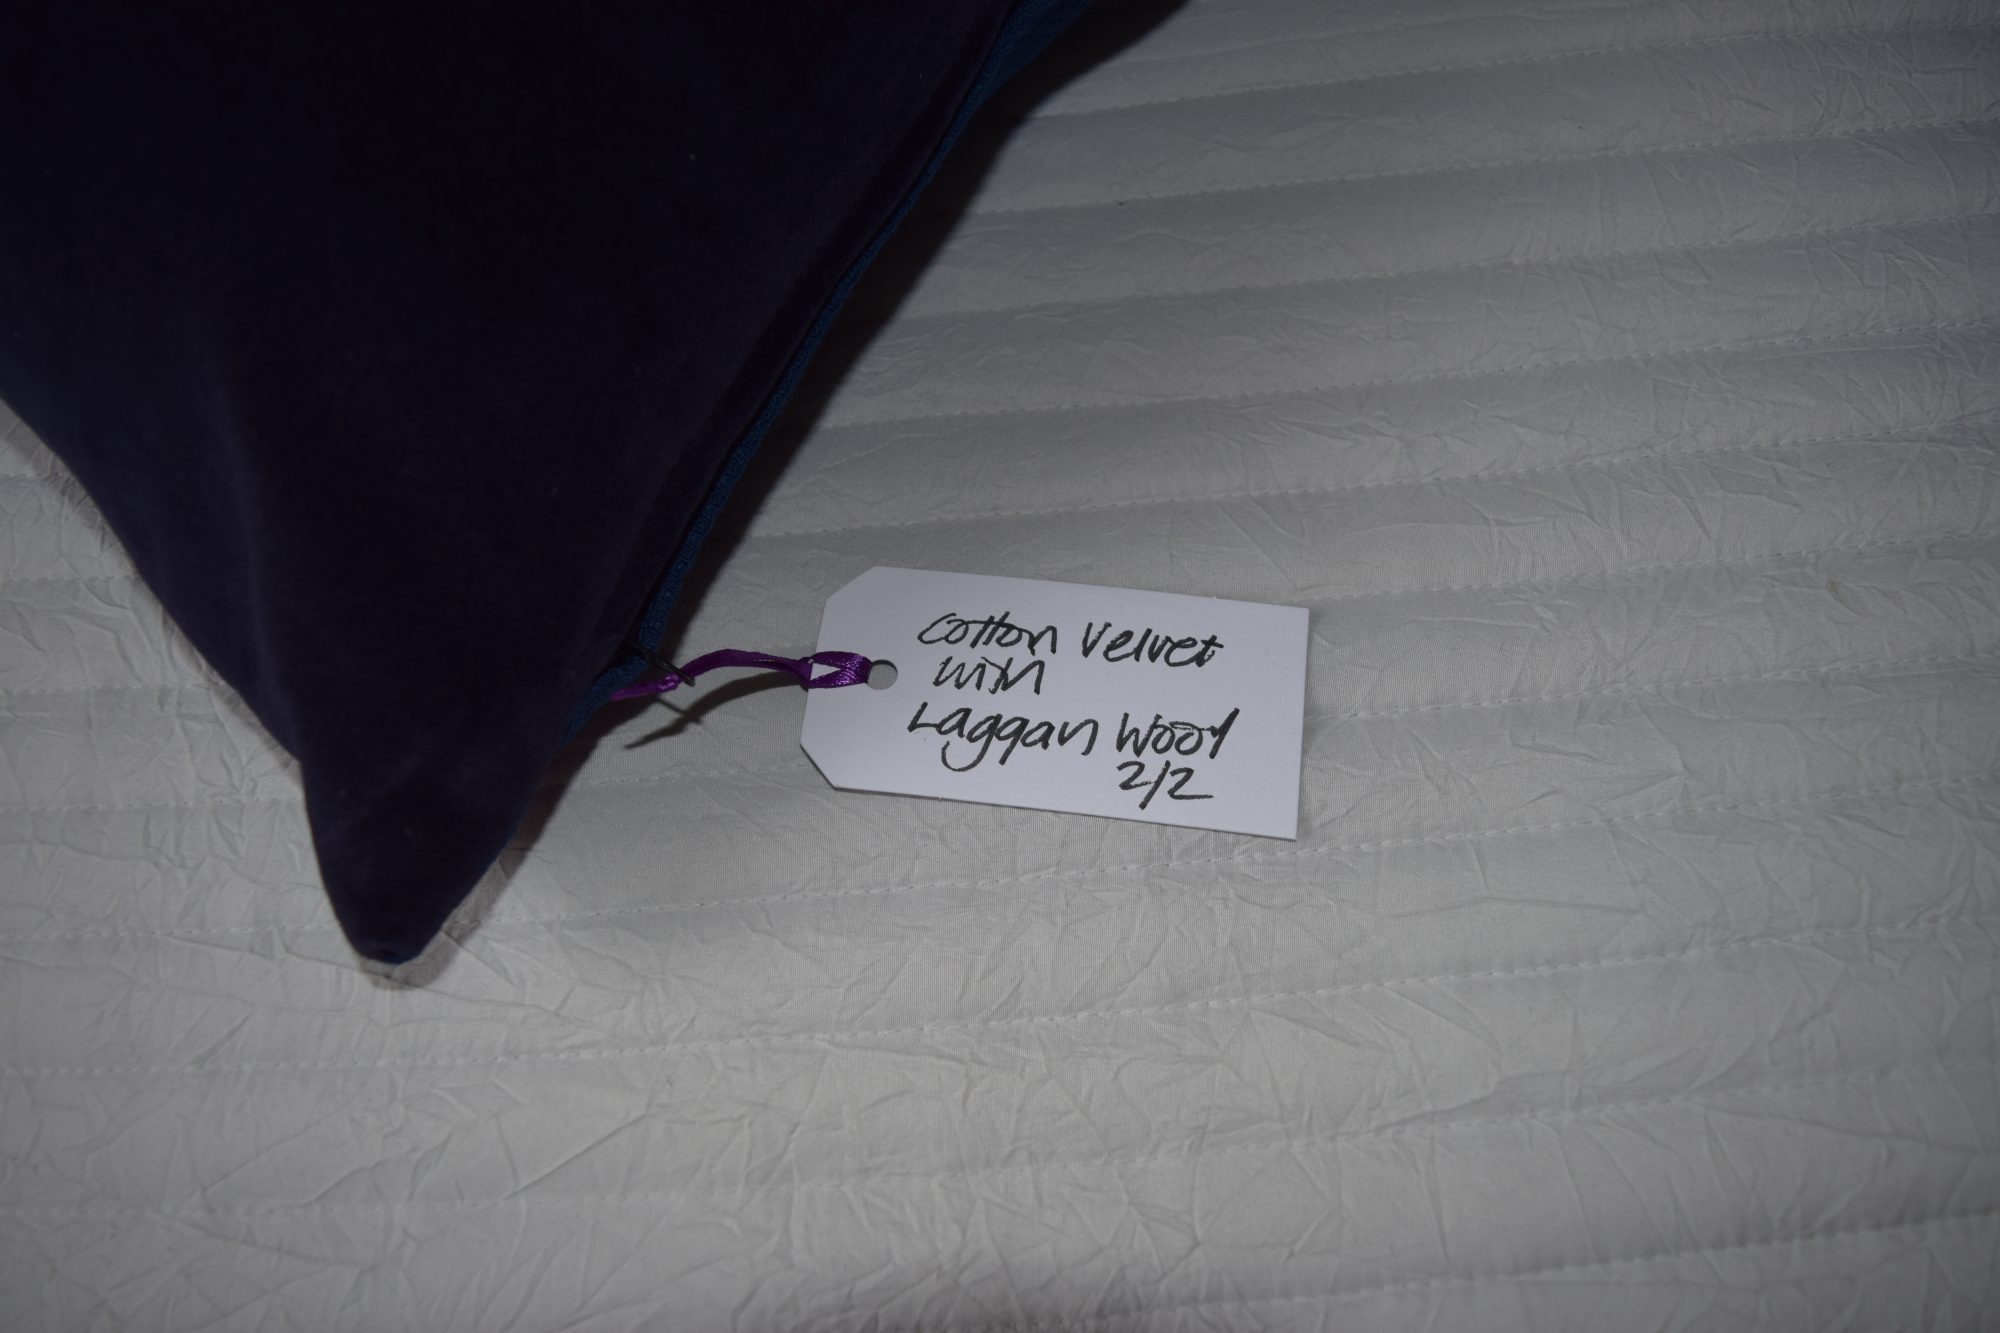 Cotton Velvet
with
Laggan Wool
2/2